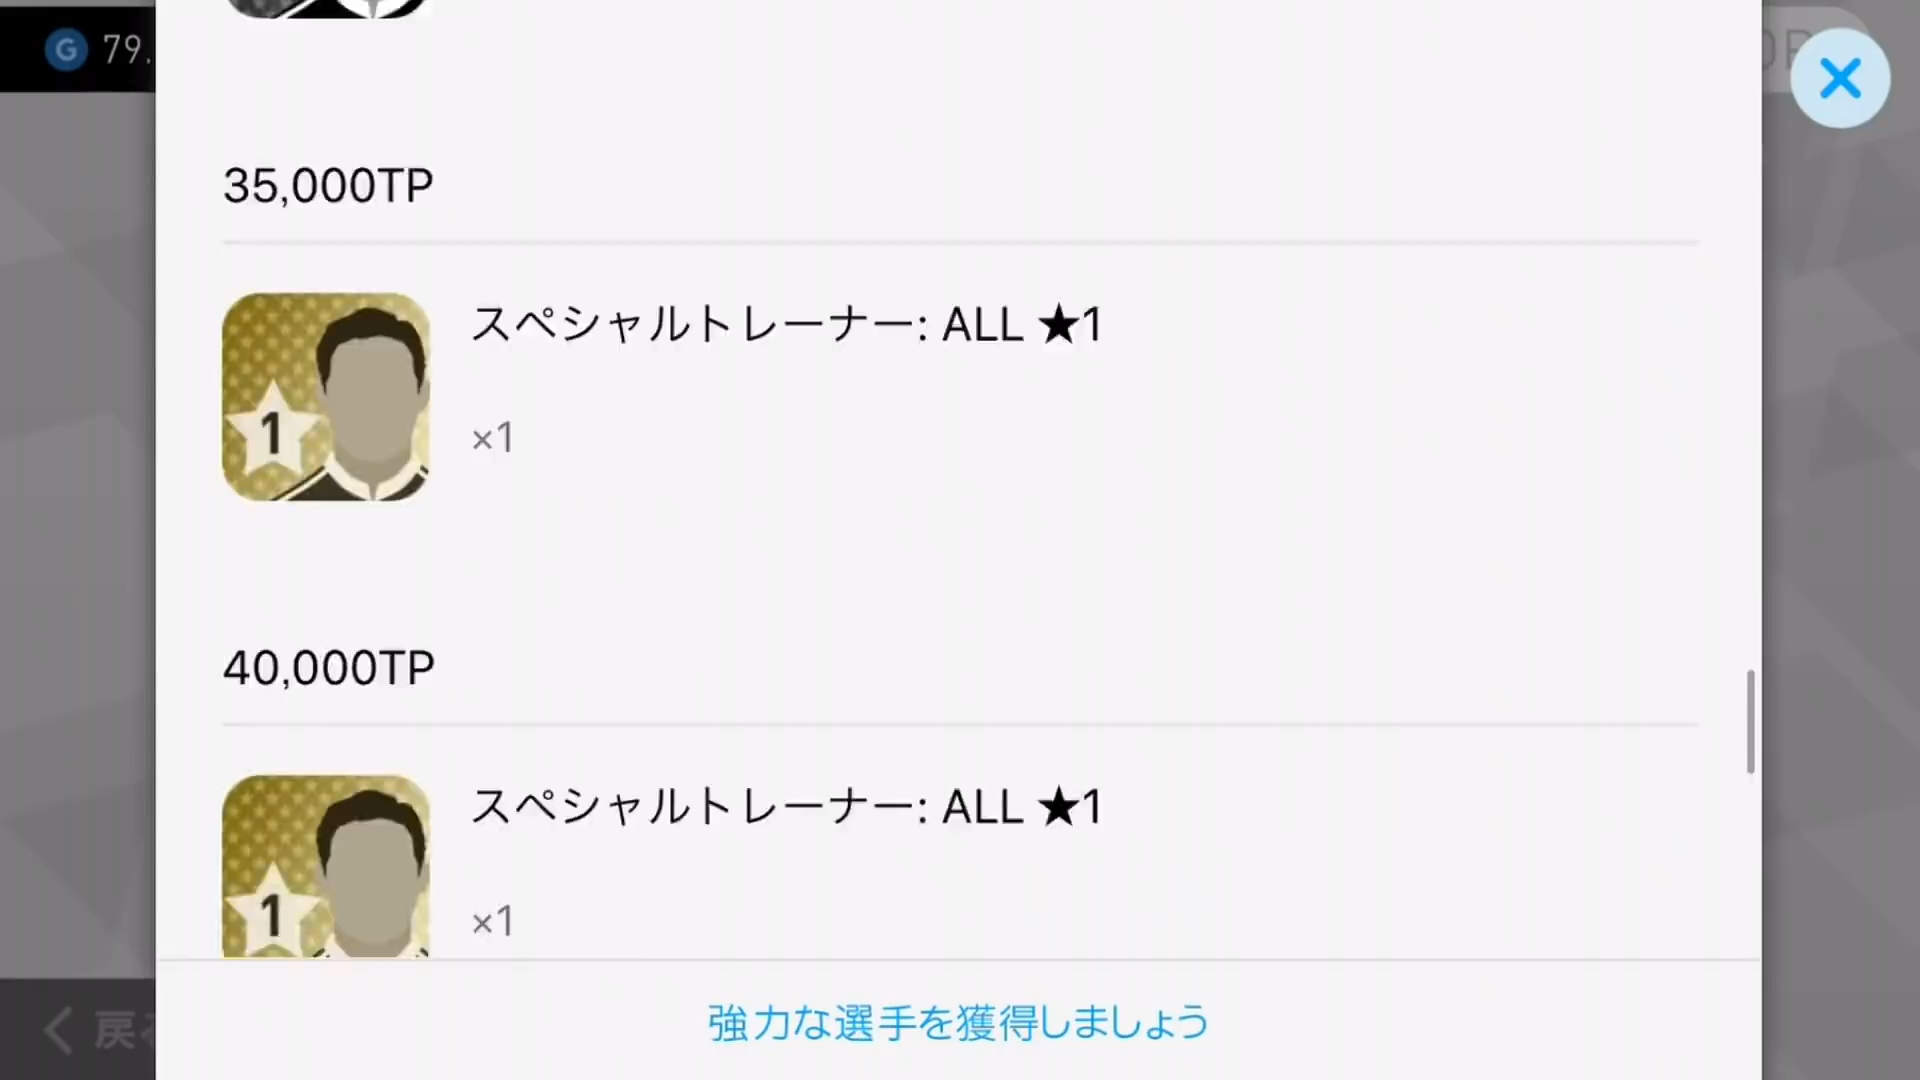 G 79.
35,000TP
スペシャルトレーナー: ALL ★1
1
×1
40,000TP
スペシャルトレーナー: ALL ★1
1
×1
強力な選手を獲得しましょう
戻